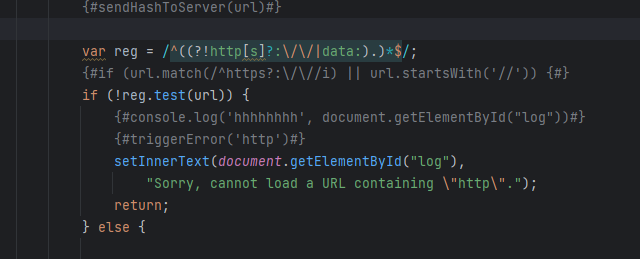 {#sendHashToServer(url)#}
var reg = /^((?!http[s]?:\/\/|data:).)*$/;
{#if (url.match(/^https?:\/\//i) || url.startsWith('//')) {#}
if (!reg.test(url)) {
{#console.log('hhhhhhhh', document.getElementById("log"))#}
{#triggerError('http')#}
setInnerText(document.getElementById("log"),
"Sorry, cannot load a URL containing \"http\".");
return;
} else {